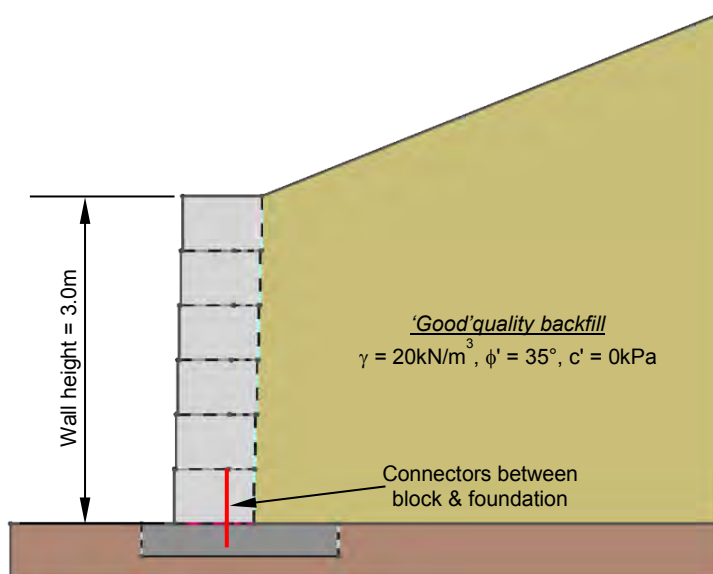 Wall height = 3.0m
‘Good’quality backfill
γ = 20kN/m³, ϕ' = 35°, c' = 0kPa
Connectors between
block & foundation